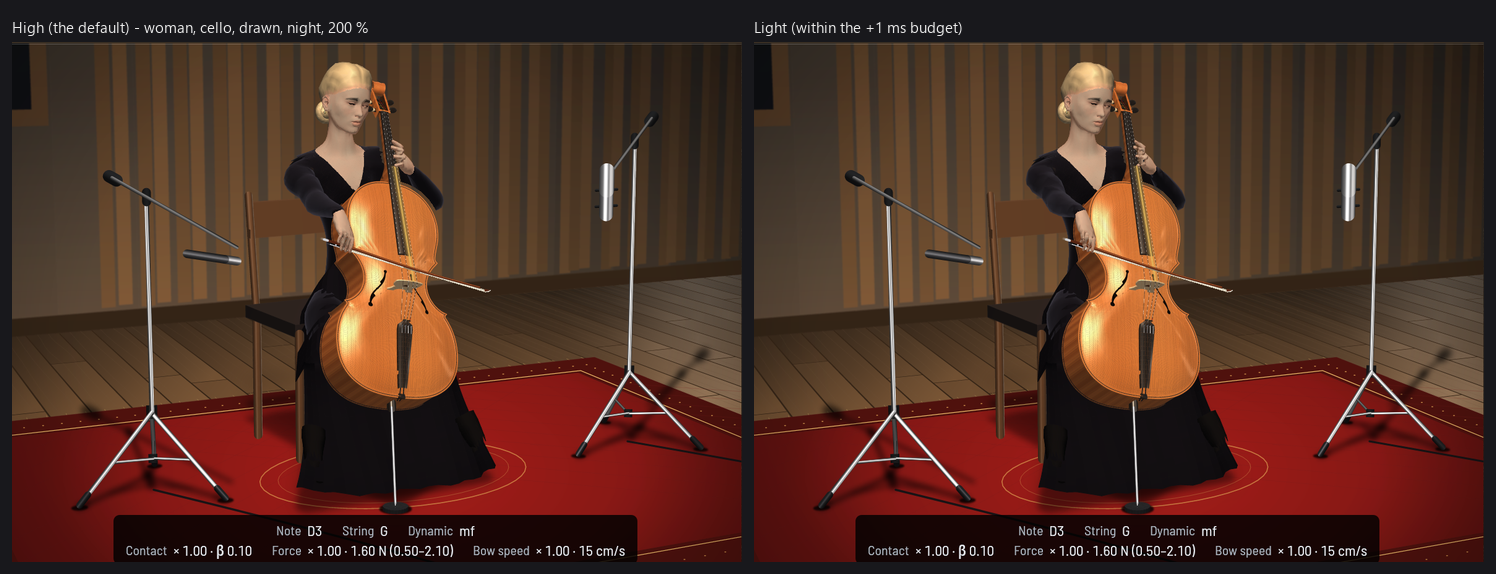 High (the default) - woman, cello, drawn, night, 200 %
Light (within the +1 ms budget)
Note D3 String G Dynamic mf
Contact × 1.00 · β 0.10 Force × 1.00 · 1.60 N (0.50–2.10) Bow speed × 1.00 · 15 cm/s
Note D3 String G Dynamic mf
Contact × 1.00 · β 0.10 Force × 1.00 · 1.60 N (0.50–2.10) Bow speed × 1.00 · 15 cm/s